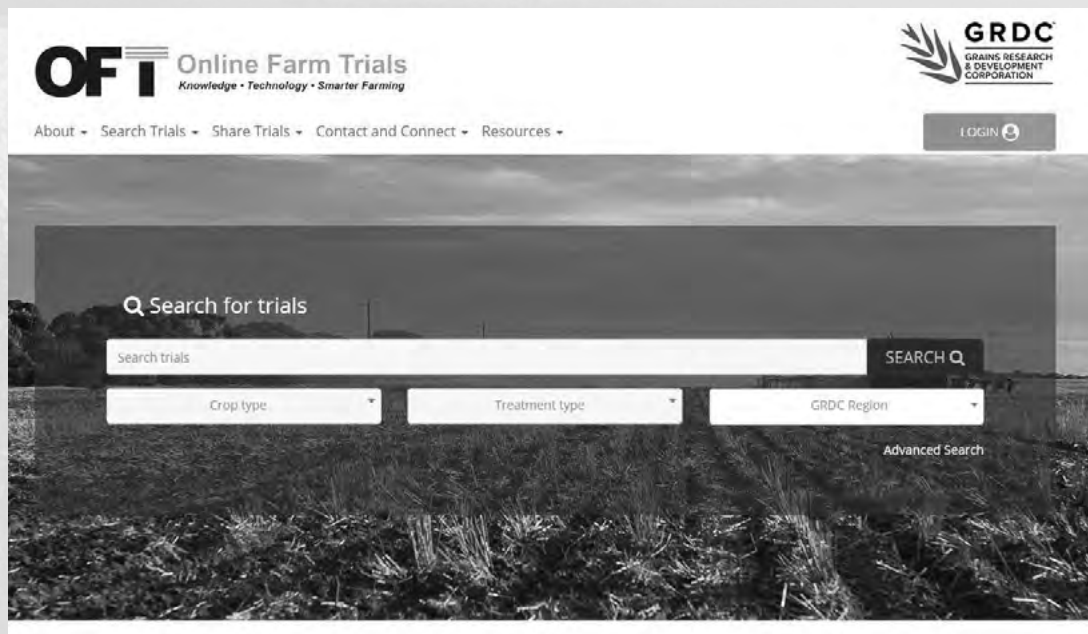 OFT Online Farm Trials
Knowledge • Technology • Smarter Farming
GRDC
GRAINS RESEARCH
& DEVELOPMENT
CORPORATION
About Search Trials Share Trials Contact and Connect Resources
LOGIN
Search for trials
Search trials
SEARCH
Crop type Treatment type GRDC Region
Advanced Search